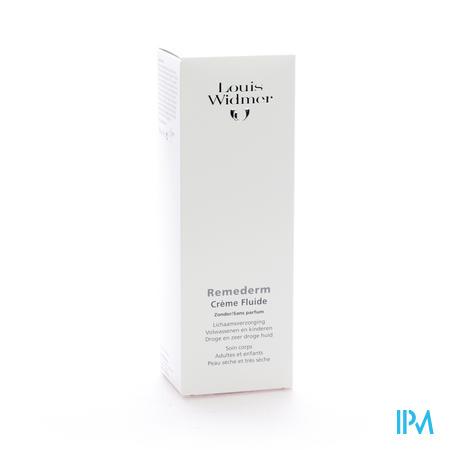 Louis
Widmer
Remederm
Crème Fluide
Zonder/Sans parfum
Lichaamsverzorging
Volwassenen en kinderen
Droge en zeer droge huid
Soin corps
Adultes et enfants
Peau sèche et très sèche
IPM